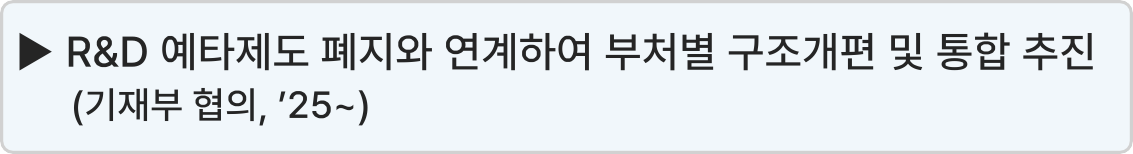 ▶ R&D 예타제도 폐지와 연계하여 부처별 구조개편 및 통합 추진
(기재부 협의, ’25~)